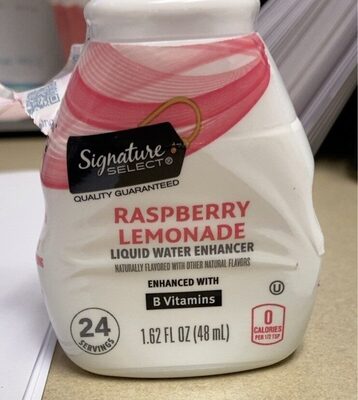 Signature
SELECT®
QUALITY GUARANTEED
RASPBERRY
LEMONADE
LIQUID WATER ENHANCER
NATURALLY FLAVORED WITH OTHER NATURAL FLAVORS
ENHANCED WITH
B Vitamins
U
24
SERVINGS
1.62 FL OZ (48 mL)
0
CALORIES
PER 1/2 TSP